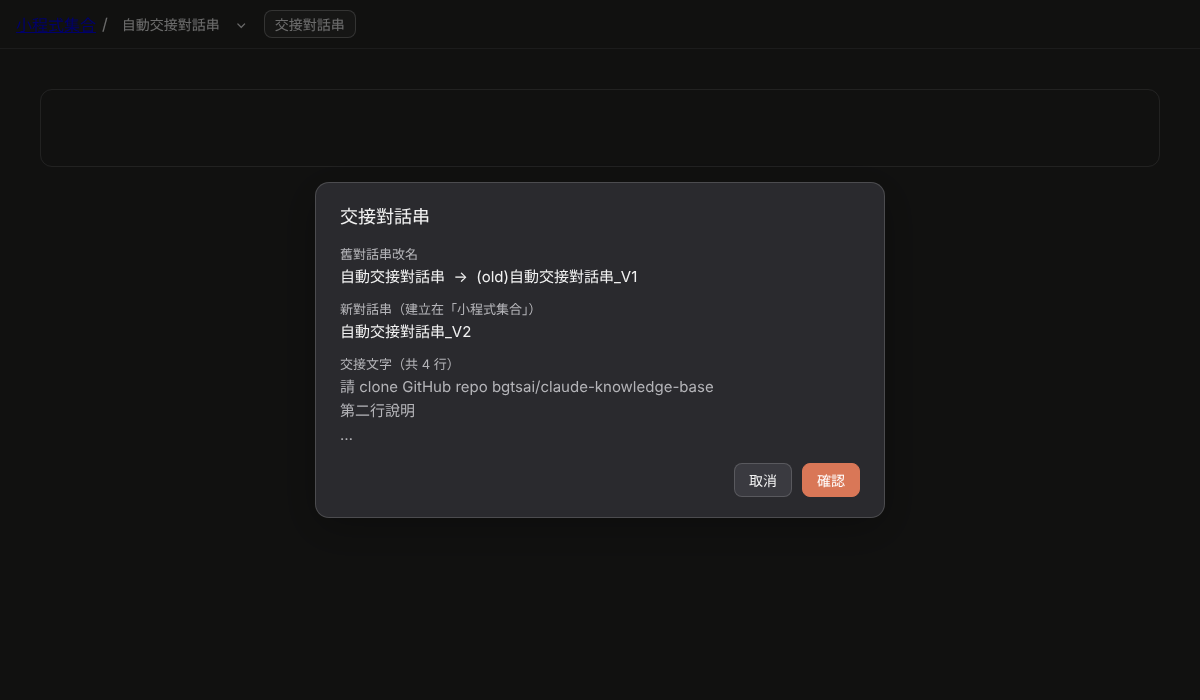 小程式集合 / 自動交接對話串 交接對話串
交接對話串
舊對話串改名
自動交接對話串 → (old)自動交接對話串_V1
新對話串（建立在「小程式集合」）
自動交接對話串_V2
交接文字（共 4 行）
請 clone GitHub repo bgtsai/claude-knowledge-base
第二行說明
...
取消 確認